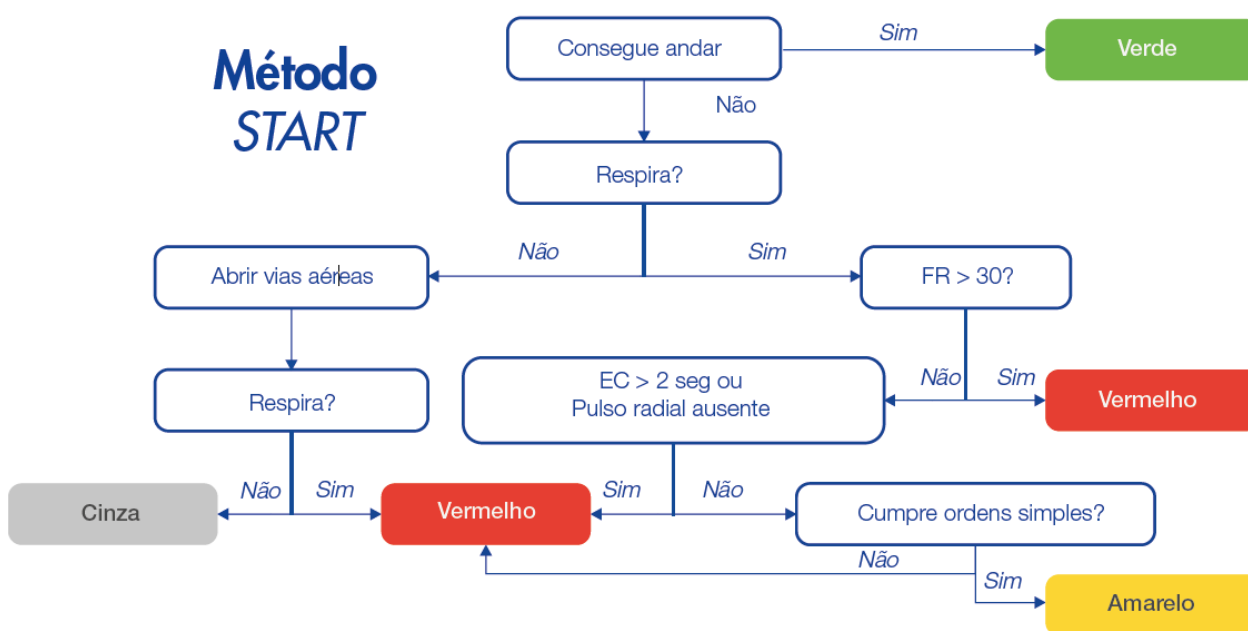 Método
START
Consegue andar
Sim
Verde
Não
Respira?
Não
Sim
Abrir vias aéreas
FR > 30?
Respira?
EC > 2 seg ou
Pulso radial ausente
Não
Sim
Vermelho
Não
Sim
Sim
Não
Cinza
Vermelho
Cumpre ordens simples?
Não
Sim
Amarelo